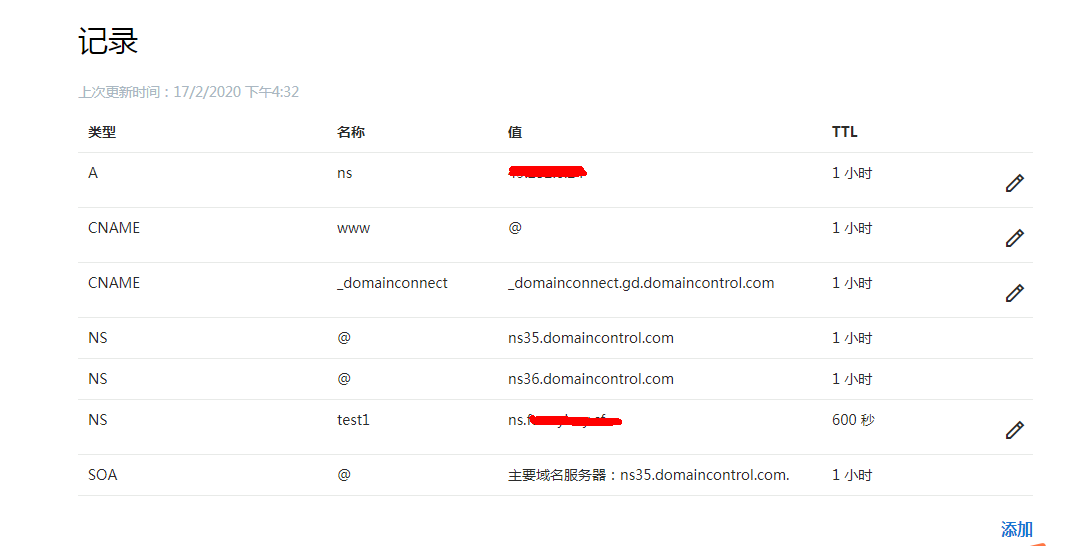 记录
上次更新时间：17/2/2020 下午4:32
类型 名称 值 TTL
A ns 1 小时
CNAME www @ 1 小时
CNAME _domainconnect _domainconnect.gd.domaincontrol.com 1 小时
NS @ ns35.domaincontrol.com 1 小时
NS @ ns36.domaincontrol.com 1 小时
NS test1 ns. 600 秒
SOA @ 主要域名服务器：ns35.domaincontrol.com. 1 小时
添加